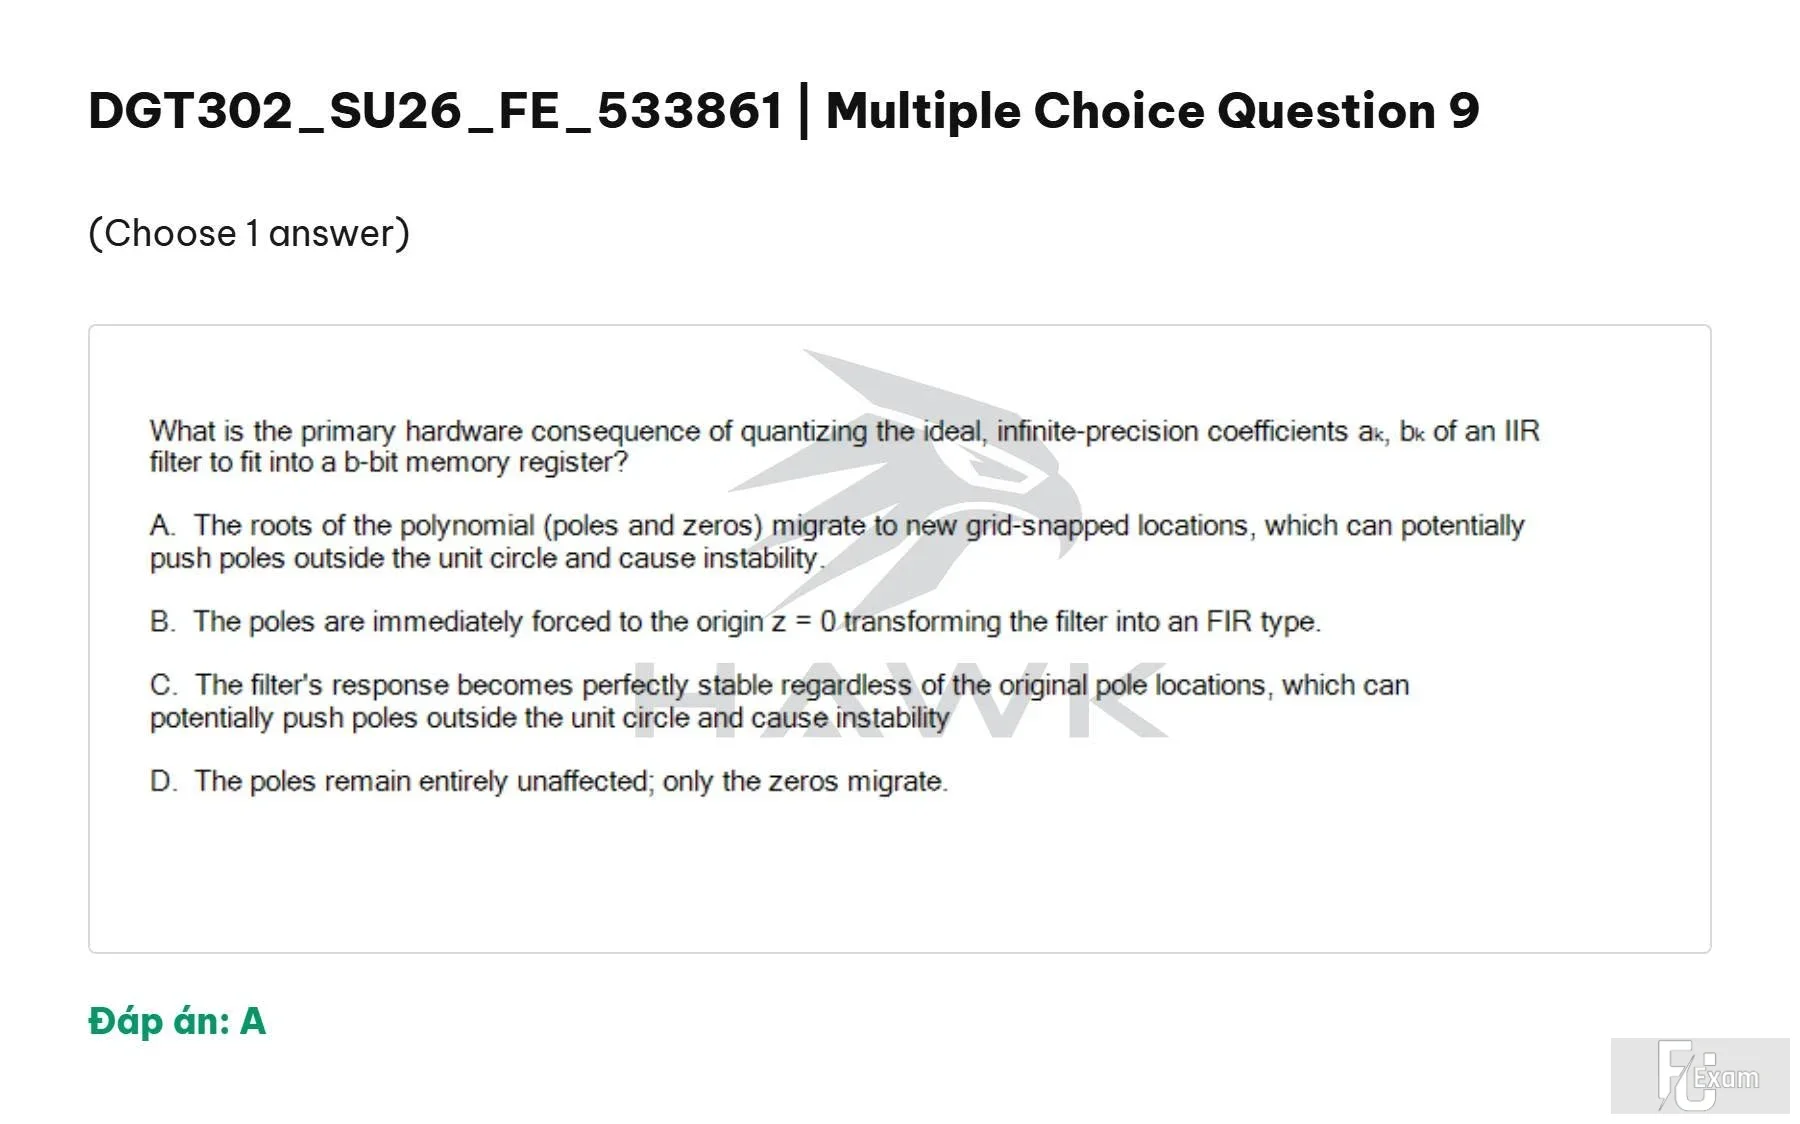 DGT302_SU26_FE_533861 | Multiple Choice Question 9
(Choose 1 answer)
What is the primary hardware consequence of quantizing the ideal, infinite-precision coefficients ak, bk of an IIR
filter to fit into a b-bit memory register?
A. The roots of the polynomial (poles and zeros) migrate to new grid-snapped locations, which can potentially
push poles outside the unit circle and cause instability.
B. The poles are immediately forced to the origin z = 0 transforming the filter into an FIR type.
C. The filter's response becomes perfectly stable regardless of the original pole locations, which can
potentially push poles outside the unit circle and cause instability
D. The poles remain entirely unaffected; only the zeros migrate.
HAWK
Đáp án: A
FU Exam